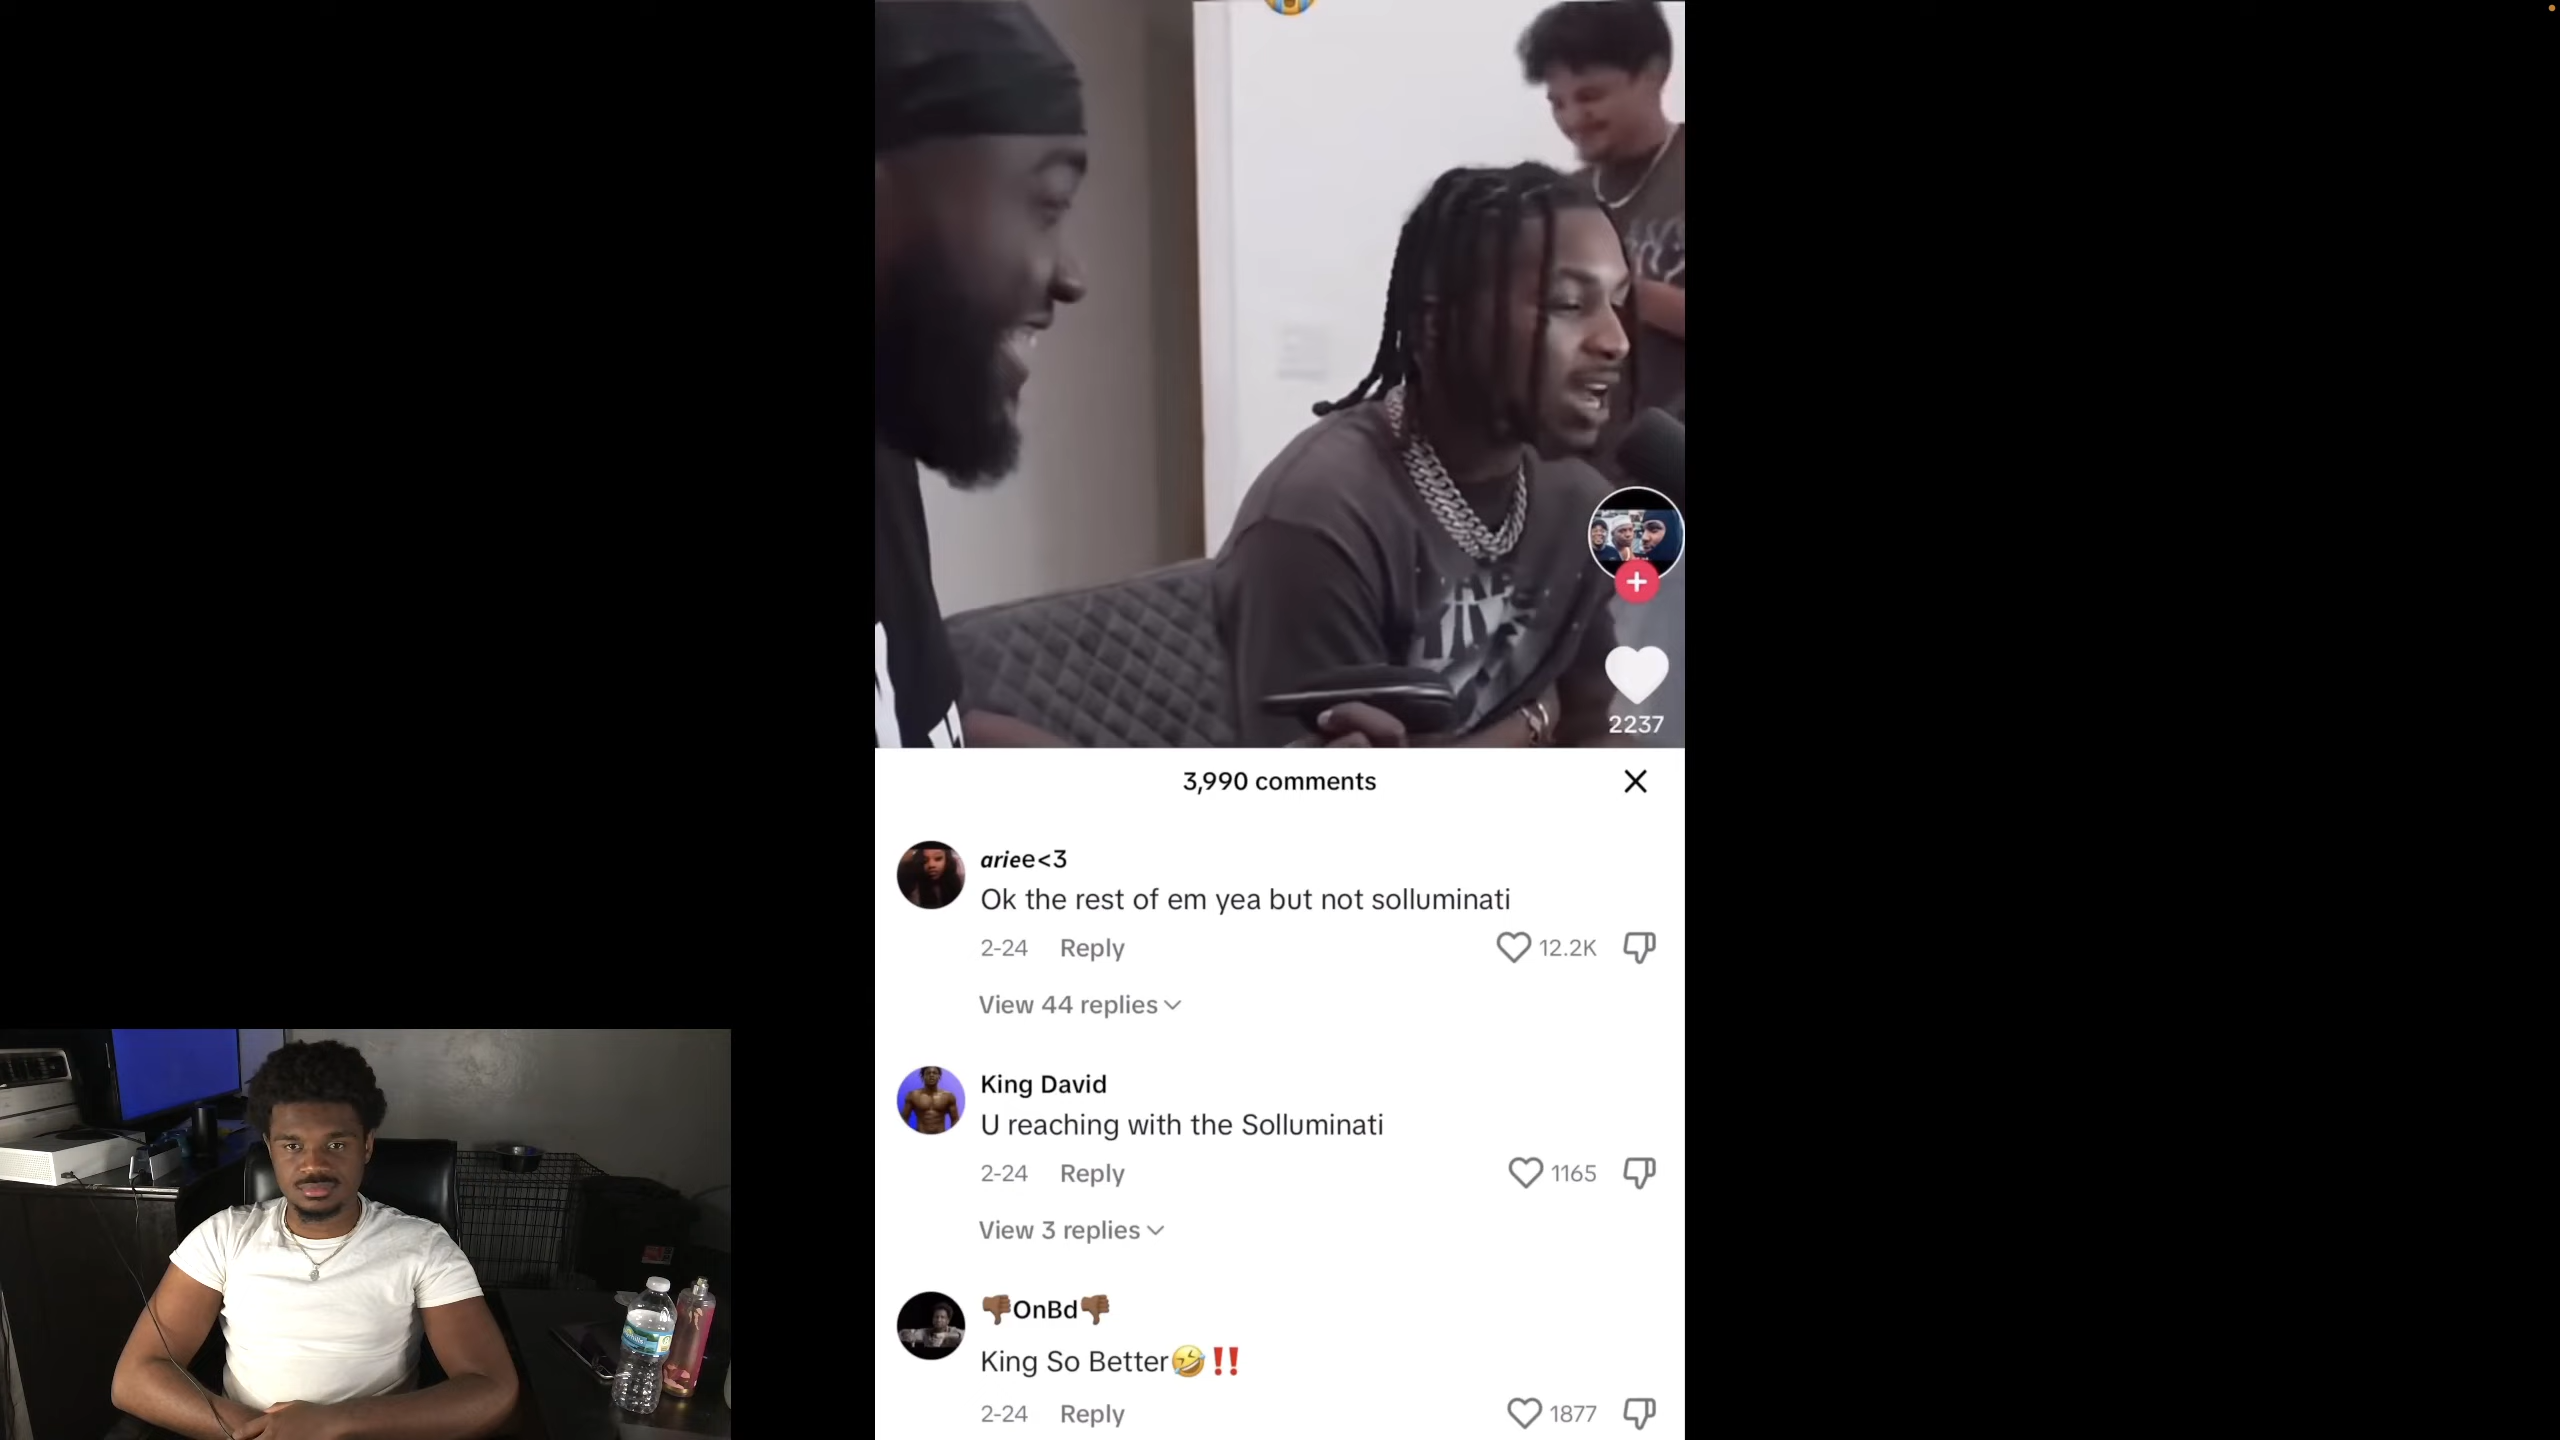 2237
3,990 comments
ariee<3
Ok the rest of em yea but not solluminati
2-24 Reply 12.2K
View 44 replies
King David
U reaching with the Solluminati
2-24 Reply 1165
View 3 replies
👎🏾OnBd👎🏾
King So Better🤣‼️
2-24 Reply 1877